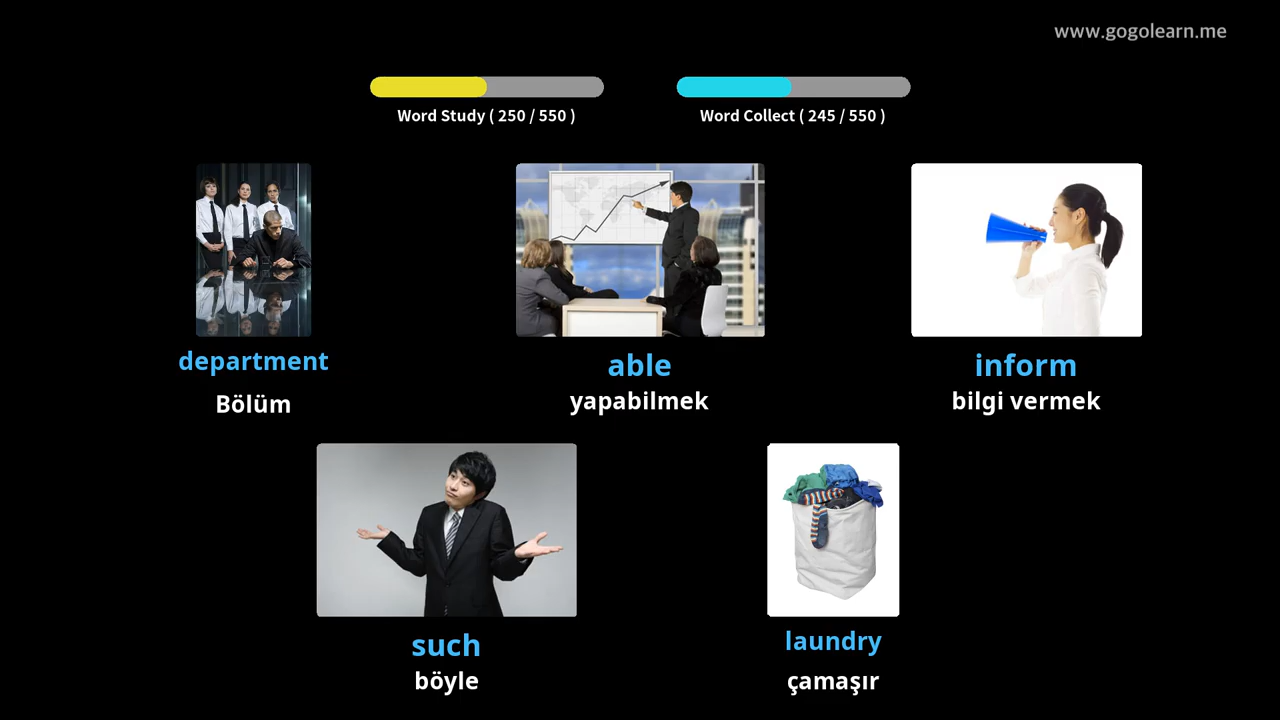 www.gogolearn.me
Word Study ( 250 / 550 )
Word Collect ( 245 / 550 )
department
Bölüm
able
yapabilmek
inform
bilgi vermek
such
böyle
laundry
çamaşır